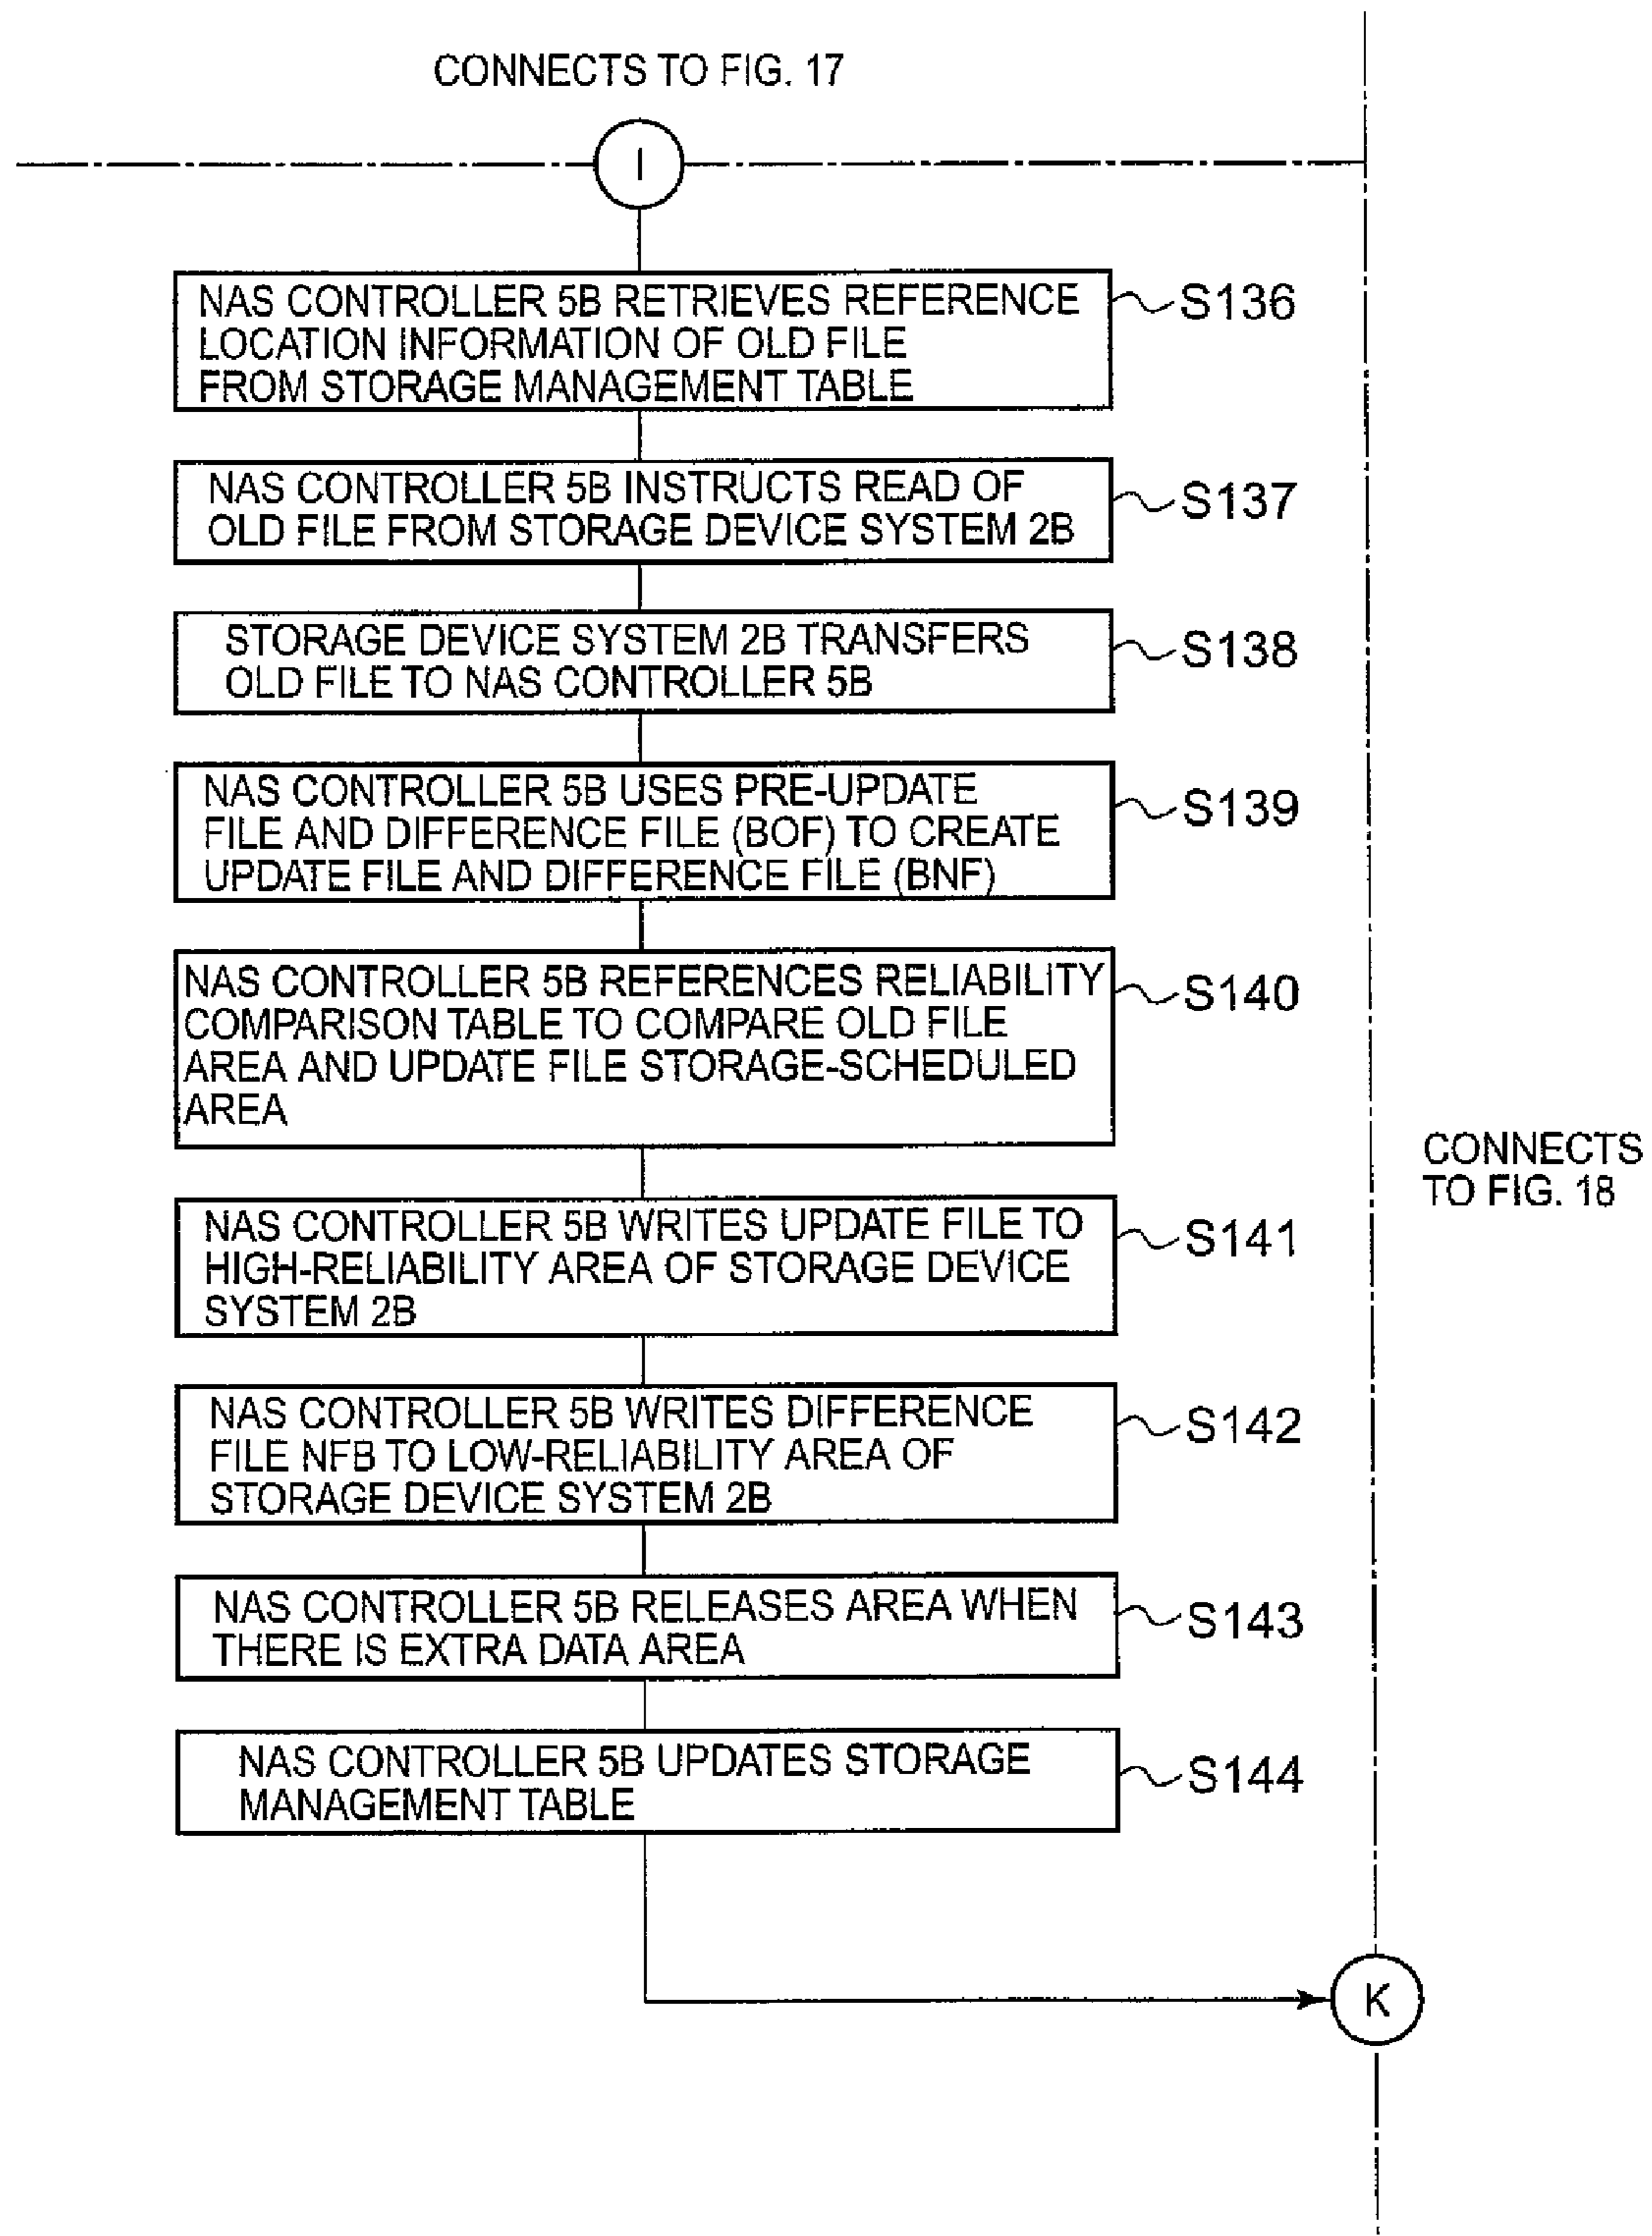 CONNECTS TO FIG. 17
I
NAS CONTROLLER 5B RETRIEVES REFERENCE
LOCATION INFORMATION OF OLD FILE
FROM STORAGE MANAGEMENT TABLE
S136
NAS CONTROLLER 5B INSTRUCTS READ OF
OLD FILE FROM STORAGE DEVICE SYSTEM 2B
S137
STORAGE DEVICE SYSTEM 2B TRANSFERS
OLD FILE TO NAS CONTROLLER 5B
S138
NAS CONTROLLER 5B USES PRE-UPDATE
FILE AND DIFFERENCE FILE (BOF) TO CREATE
UPDATE FILE AND DIFFERENCE FILE (BNF)
S139
NAS CONTROLLER 5B REFERENCES RELIABILITY
COMPARISON TABLE TO COMPARE OLD FILE
AREA AND UPDATE FILE STORAGE-SCHEDULED
AREA
S140
CONNECTS
TO FIG. 18
NAS CONTROLLER 5B WRITES UPDATE FILE TO
HIGH-RELIABILITY AREA OF STORAGE DEVICE
SYSTEM 2B
S141
NAS CONTROLLER 5B WRITES DIFFERENCE
FILE NFB TO LOW-RELIABILITY AREA OF
STORAGE DEVICE SYSTEM 2B
S142
NAS CONTROLLER 5B RELEASES AREA WHEN
THERE IS EXTRA DATA AREA
S143
NAS CONTROLLER 5B UPDATES STORAGE
MANAGEMENT TABLE
S144
K